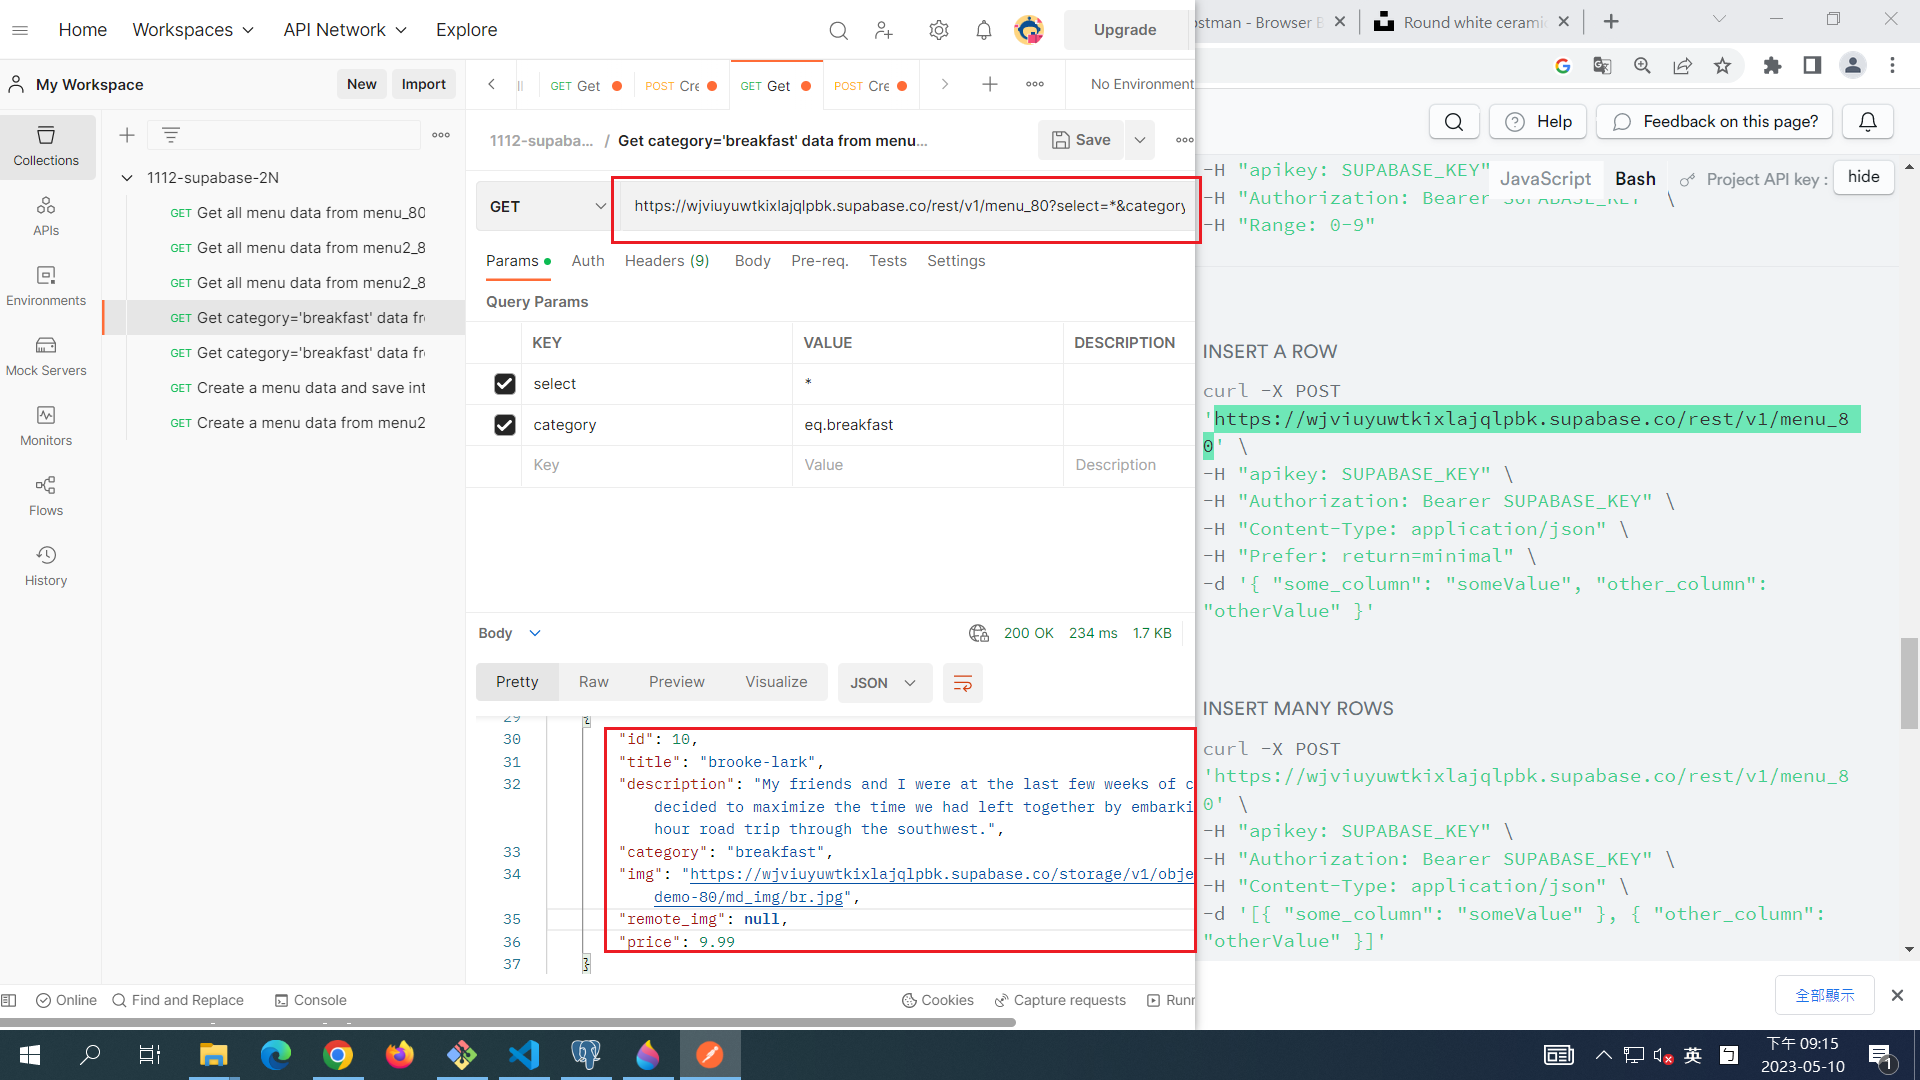 Home
Workspaces
API Network
Explore
Upgrade
My Workspace
New
Import
GET Get
POST Cre
GET Get
POST Cre
No Environment
Collections
APIs
Environments
Mock Servers
Monitors
Flows
History
1112-supabase-2N
GET Get all menu data from menu_80
GET Get all menu data from menu2_8
GET Get all menu data from menu2_8
GET Get category='breakfast' data fr
GET Get category='breakfast' data fr
GET Create a menu data and save int
GET Create a menu data from menu2
1112-supaba... / Get category='breakfast' data from menu...
Save
GET
https://wjviuyuwtkixlajqlpbk.supabase.co/rest/v1/menu_80?select=*&category
Params
Auth
Headers (9)
Body
Pre-req.
Tests
Settings
Query Params
KEY VALUE DESCRIPTION
select *
category eq.breakfast
Key Value Description
Body
200 OK 234 ms 1.7 KB
Pretty
Raw
Preview
Visualize
JSON
29 {
30 "id": 10,
31 "title": "brooke-lark",
32 "description": "My friends and I were at the last few weeks of c
decided to maximize the time we had left together by embarki
hour road trip through the southwest.",
33 "category": "breakfast",
34 "img": "https://wjviuyuwtkixlajqlpbk.supabase.co/storage/v1/obje
demo-80/md_img/br.jpg",
35 "remote_img": null,
36 "price": 9.99
37 }
Online
Find and Replace
Console
Cookies
Capture requests
Runn
ostman - Browser E
Round white cerami
Help
Feedback on this page?
JavaScript
Bash
Project API key :
hide
-H "apikey: SUPABASE_KEY"
-H "Authorization: Bearer SUPABASE_KEY" \
-H "Range: 0-9"
INSERT A ROW
curl -X POST
'https://wjviuyuwtkixlajqlpbk.supabase.co/rest/v1/menu_8
0' \
-H "apikey: SUPABASE_KEY" \
-H "Authorization: Bearer SUPABASE_KEY" \
-H "Content-Type: application/json" \
-H "Prefer: return=minimal" \
-d '{ "some_column": "someValue", "other_column":
"otherValue" }'
INSERT MANY ROWS
curl -X POST
'https://wjviuyuwtkixlajqlpbk.supabase.co/rest/v1/menu_8
0' \
-H "apikey: SUPABASE_KEY" \
-H "Authorization: Bearer SUPABASE_KEY" \
-H "Content-Type: application/json" \
-d '[{ "some_column": "someValue" }, { "other_column":
"otherValue" }]'
全部顯示
英
ㄅ
下午 09:15
2023-05-10
1